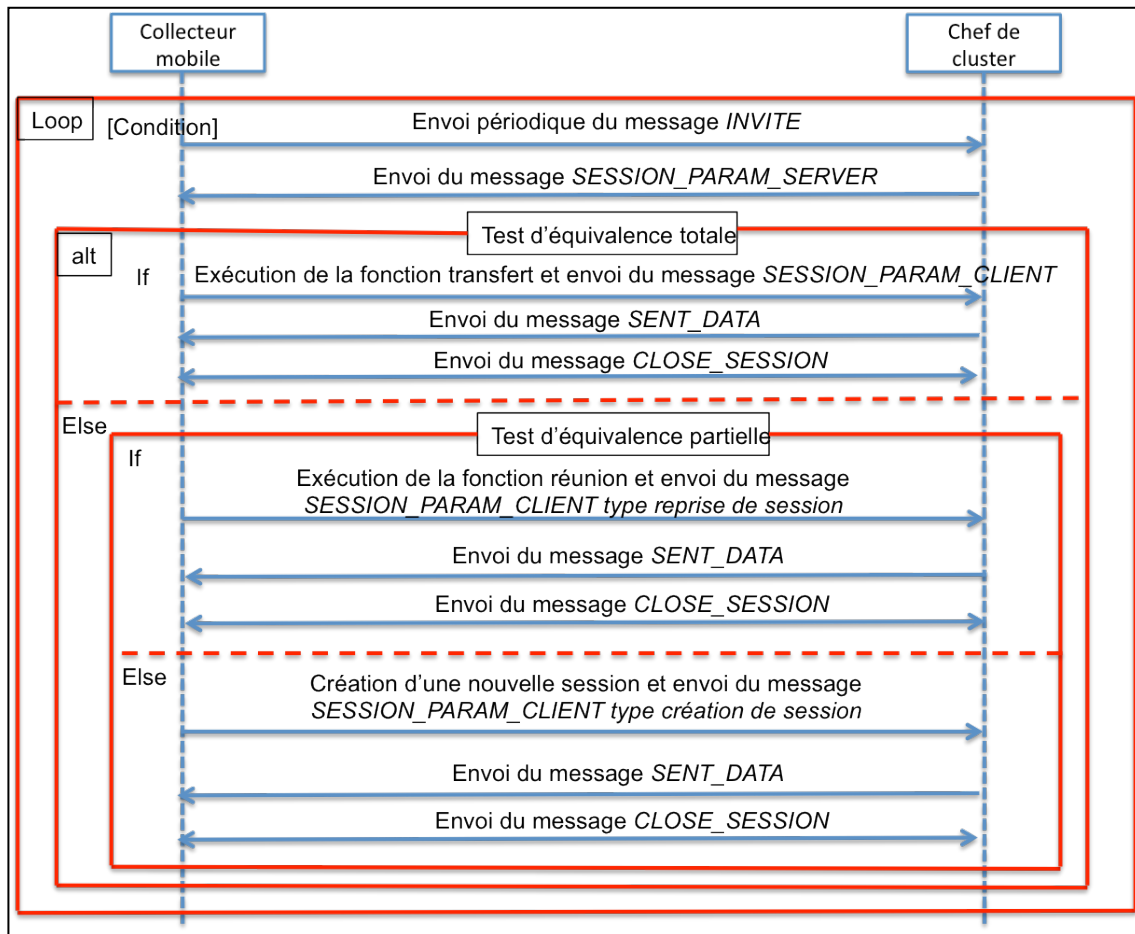 Collecteur
mobile
Chef de
cluster
Loop
[Condition]
Envoi périodique du message INVITE
Envoi du message SESSION_PARAM_SERVER
Test d'équivalence totale
alt
If
Exécution de la fonction transfert et envoi du message SESSION_PARAM_CLIENT
Envoi du message SENT_DATA
Envoi du message CLOSE_SESSION
Else
Test d'équivalence partielle
If
Exécution de la fonction réunion et envoi du message
SESSION_PARAM_CLIENT type reprise de session
Envoi du message SENT_DATA
Envoi du message CLOSE_SESSION
Else
Création d'une nouvelle session et envoi du message
SESSION_PARAM_CLIENT type création de session
Envoi du message SENT_DATA
Envoi du message CLOSE_SESSION